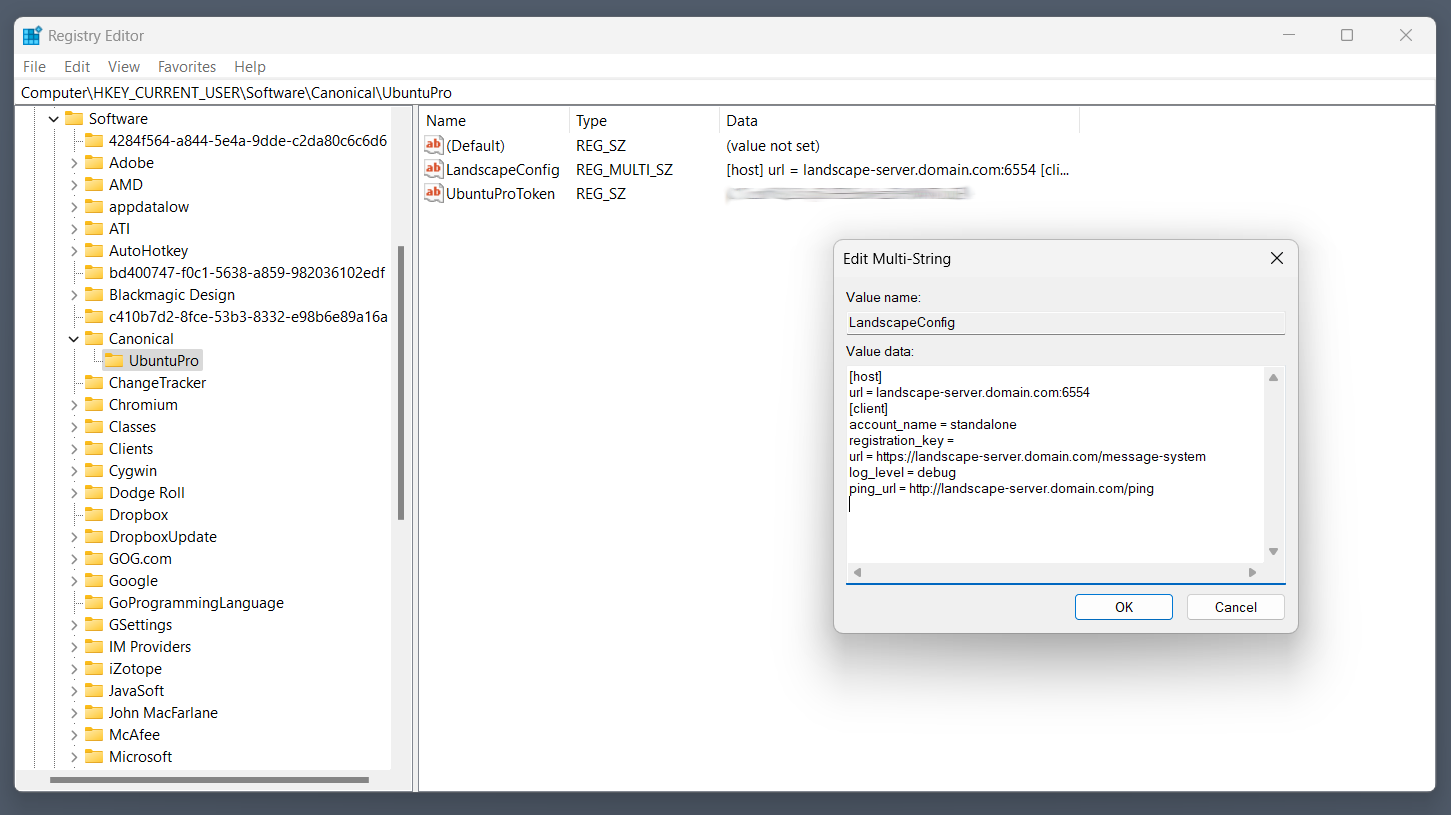 Registry Editor
File Edit View Favorites Help
Computer\HKEY_CURRENT_USER\Software\Canonical\UbuntuPro
Software
4284f564-a844-5e4a-9dde-c2da80c6c6d6
Adobe
AMD
appdatalow
ATI
AutoHotkey
bd400747-f0c1-5638-a859-982036102edf
Blackmagic Design
c410b7d2-8fce-53b3-8332-e98b6e89a16a
Canonical
UbuntuPro
ChangeTracker
Chromium
Classes
Clients
Cygwin
Dodge Roll
Dropbox
DropboxUpdate
GOG.com
Google
GoProgrammingLanguage
GSettings
IM Providers
iZotope
JavaSoft
John MacFarlane
McAfee
Microsoft
Name Type Data
ab (Default) REG_SZ (value not set)
ab LandscapeConfig REG_MULTI_SZ [host] url = landscape-server.domain.com:6554 [cli...
ab UbuntuProToken REG_SZ
Edit Multi-String
Value name:
LandscapeConfig
Value data:
[host]
url = landscape-server.domain.com:6554
[client]
account_name = standalone
registration_key =
url = https://landscape-server.domain.com/message-system
log_level = debug
ping_url = http://landscape-server.domain.com/ping
OK Cancel